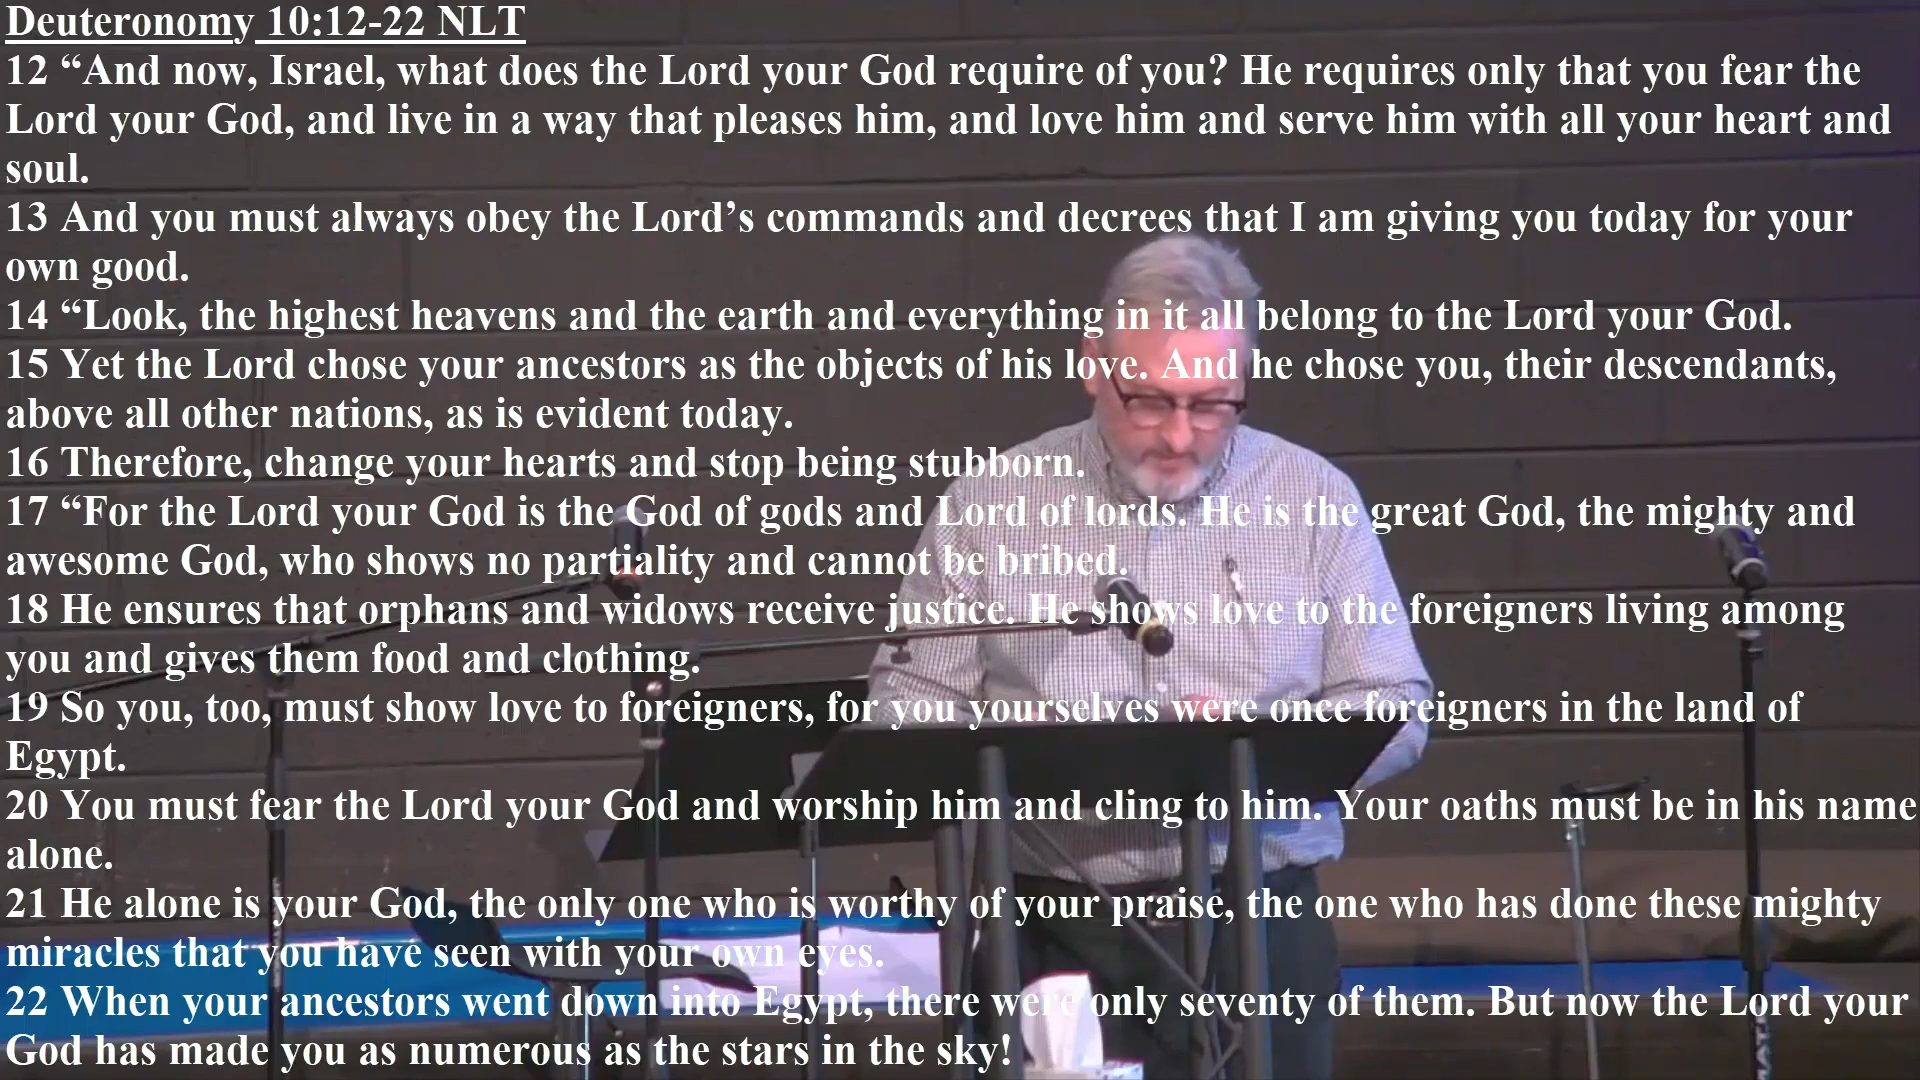 Deuteronomy 10:12-22 NLT
12 “And now, Israel, what does the Lord your God require of you? He requires only that you fear the
Lord your God, and live in a way that pleases him, and love him and serve him with all your heart and
soul.
13 And you must always obey the Lord’s commands and decrees that I am giving you today for your
own good.
14 “Look, the highest heavens and the earth and everything in it all belong to the Lord your God.
15 Yet the Lord chose your ancestors as the objects of his love. And he chose you, their descendants,
above all other nations, as is evident today.
16 Therefore, change your hearts and stop being stubborn.
17 “For the Lord your God is the God of gods and Lord of lords. He is the great God, the mighty and
awesome God, who shows no partiality and cannot be bribed.
18 He ensures that orphans and widows receive justice. He shows love to the foreigners living among
you and gives them food and clothing.
19 So you, too, must show love to foreigners, for you yourselves were once foreigners in the land of
Egypt.
20 You must fear the Lord your God and worship him and cling to him. Your oaths must be in his name
alone.
21 He alone is your God, the only one who is worthy of your praise, the one who has done these mighty
miracles that you have seen with your own eyes.
22 When your ancestors went down into Egypt, there were only seventy of them. But now the Lord your
God has made you as numerous as the stars in the sky!